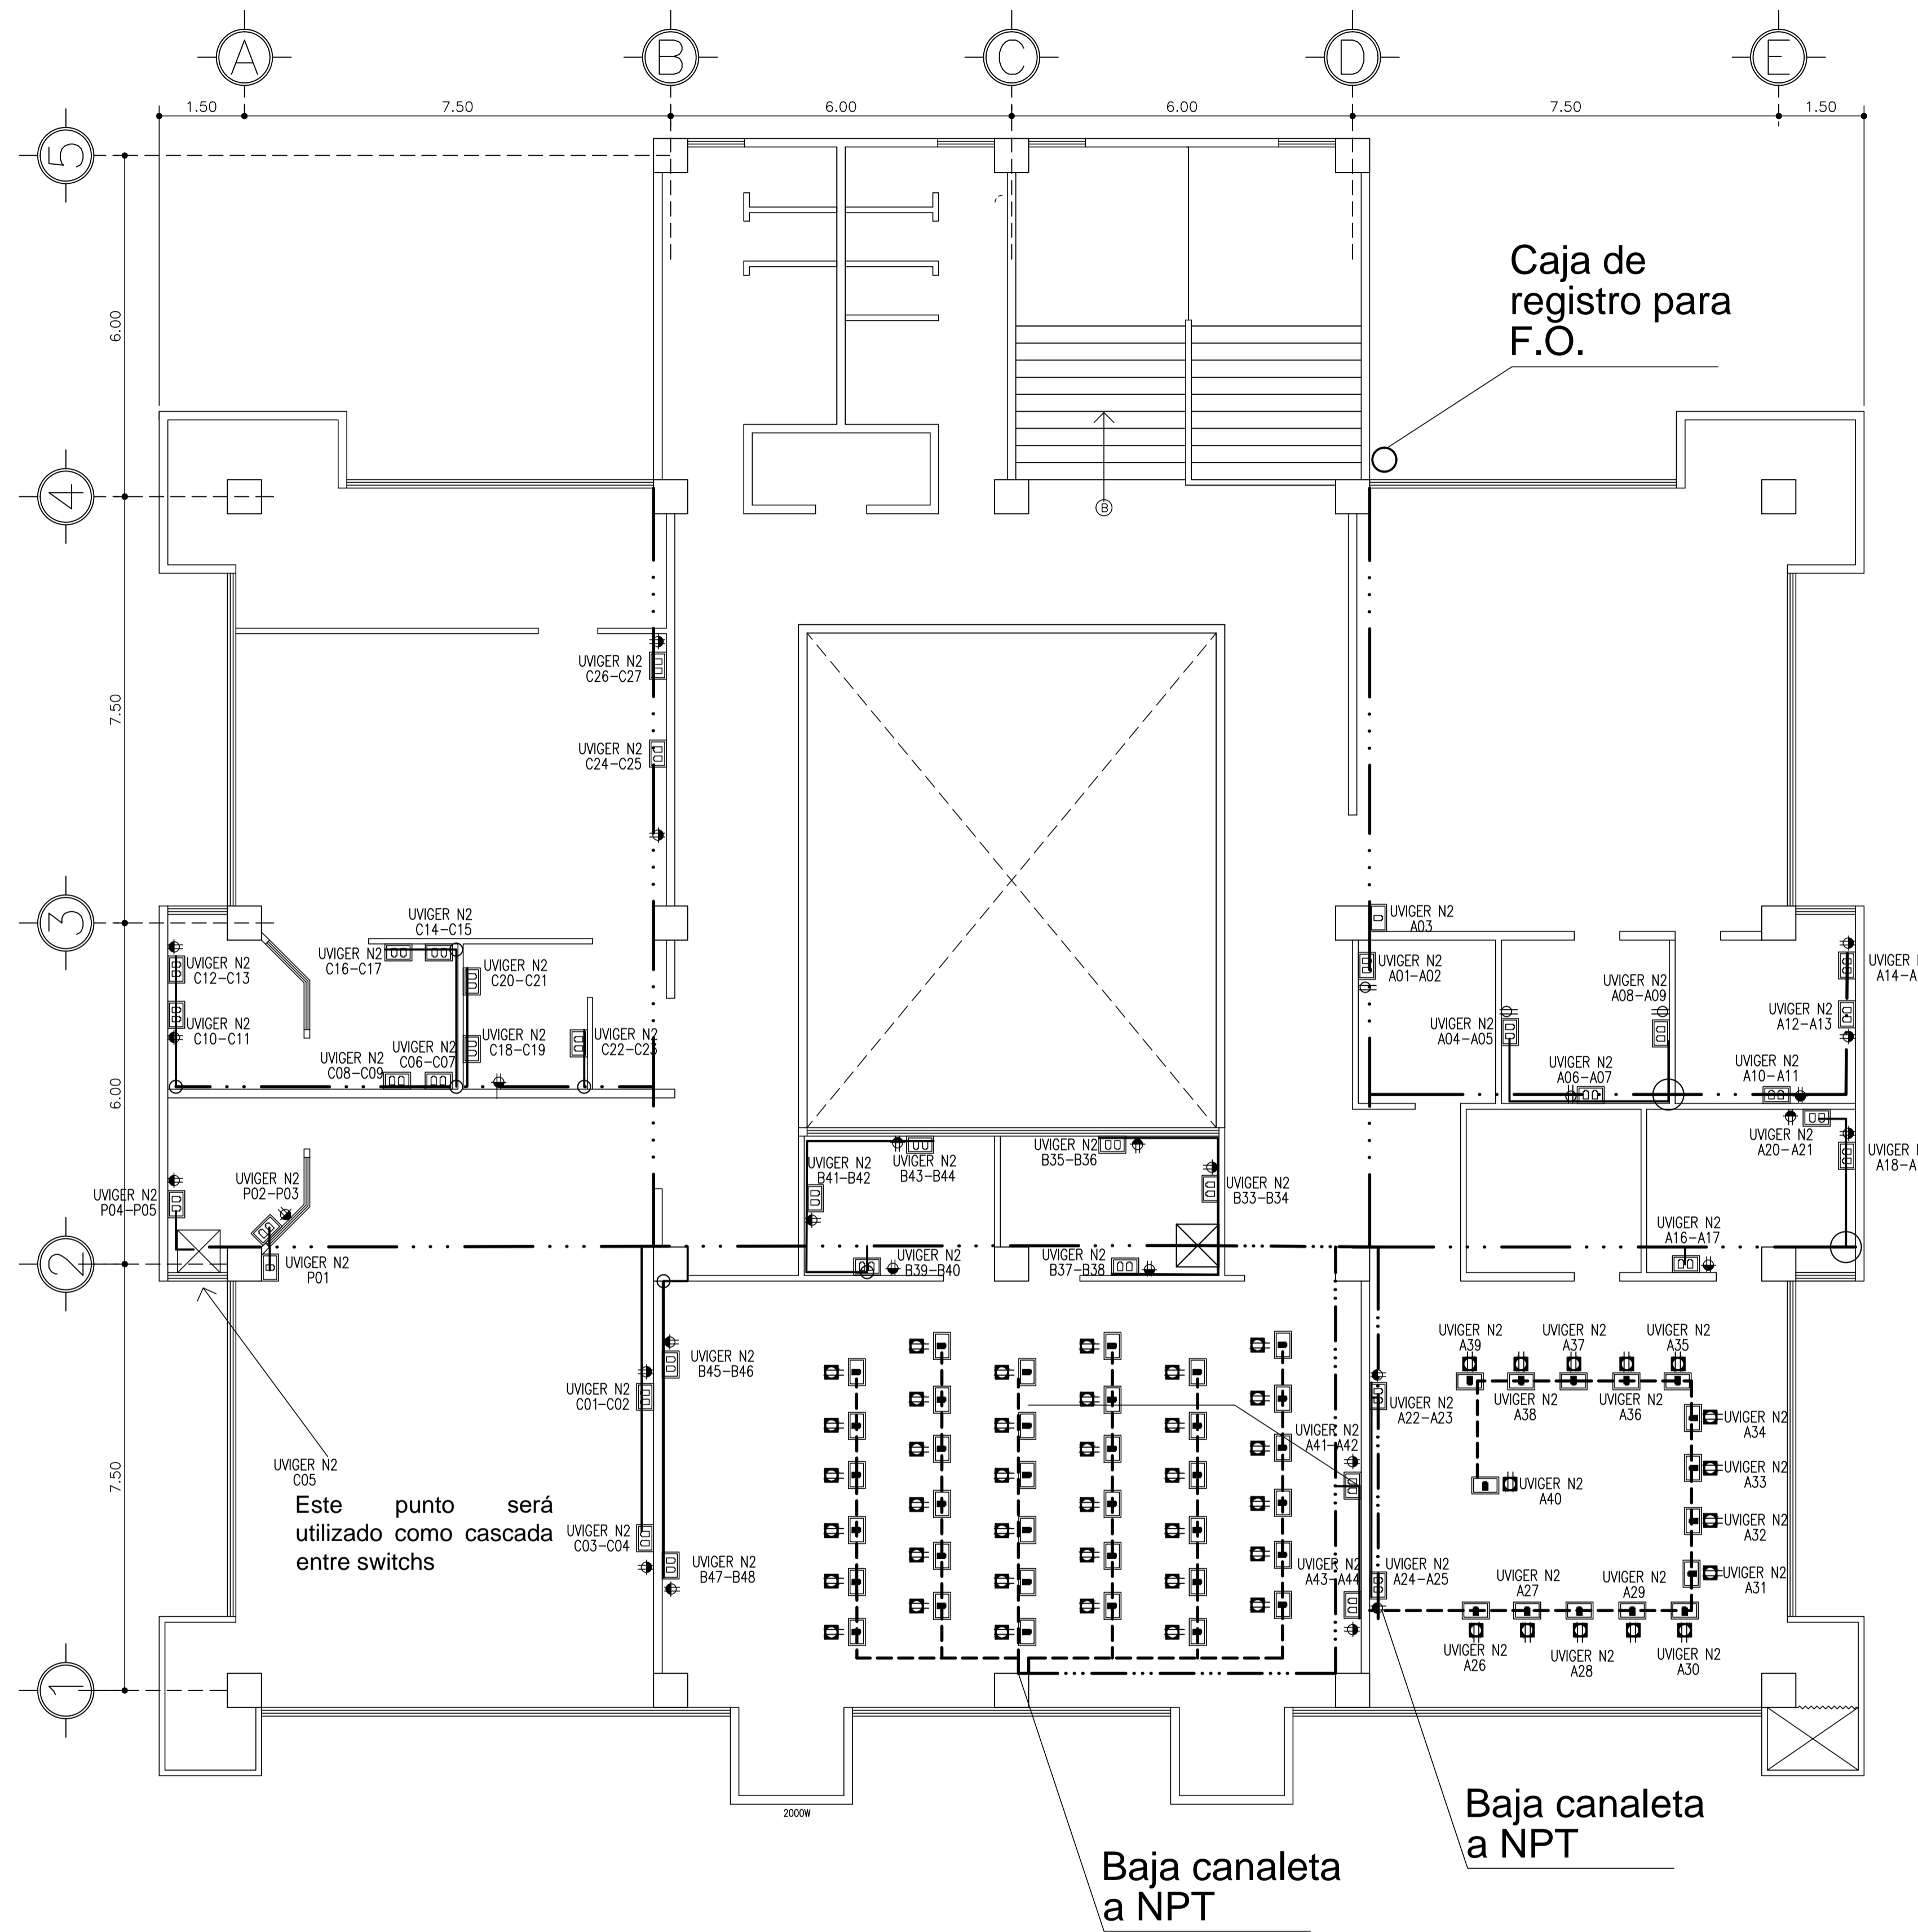 A
B
C
D
E
1.50
7.50
6.00
6.00
7.50
1.50
5
Caja de
registro para
F.O.
6.00
4
B
UVIGER N2
C26-C27
7.50
UVIGER N2
C24-C25
3
UVIGER N2
C14-C15
UVIGER N2
C16-C17
UVIGER N2
C12-C13
UVIGER N2
C20-C21
UVIGER N2
C10-C11
UVIGER N2
C18-C19
UVIGER N2
C22-C23
UVIGER N2
C06-C07
UVIGER N2
C08-C09
UVIGER N2
A03
UVIGER N2
A01-A02
UVIGER N2
A08-A09
UVIGER
A14-A
UVIGER N2
A12-A13
UVIGER N2
A04-A05
UVIGER N2
A06-A07
UVIGER N2
A10-A11
6.00
UVIGER N2
A20-A21
UVIGER
A18-A
UVIGER N2
B41-B42
UVIGER N2
B43-B44
UVIGER N2
B35-B36
UVIGER N2
B33-B34
UVIGER N2
P04-P05
UVIGER N2
P02-P03
UVIGER N2
A16-A17
2
UVIGER N2
P01
UVIGER N2
B39-B40
UVIGER N2
B37-B38
UVIGER N2
B45-B46
UVIGER N2
C01-C02
UVIGER N2
A39
UVIGER N2
A37
UVIGER N2
A35
UVIGER N2
A22-A23
UVIGER N2
A38
UVIGER N2
A36
UVIGER N2
A34
UVIGER N2
A41-A42
UVIGER N2
C05
7.50
Este punto será
utilizado como cascada
entre switchs
UVIGER N2
A33
UVIGER N2
A40
UVIGER N2
A32
UVIGER N2
C03-C04
UVIGER N2
B47-B48
UVIGER N2
A43-A44
UVIGER N2
A24-A25
UVIGER N2
A27
UVIGER N2
A29
UVIGER N2
A31
UVIGER N2
A26
UVIGER N2
A28
UVIGER N2
A30
1
2000W
Baja canaleta
a NPT
Baja canaleta
a NPT